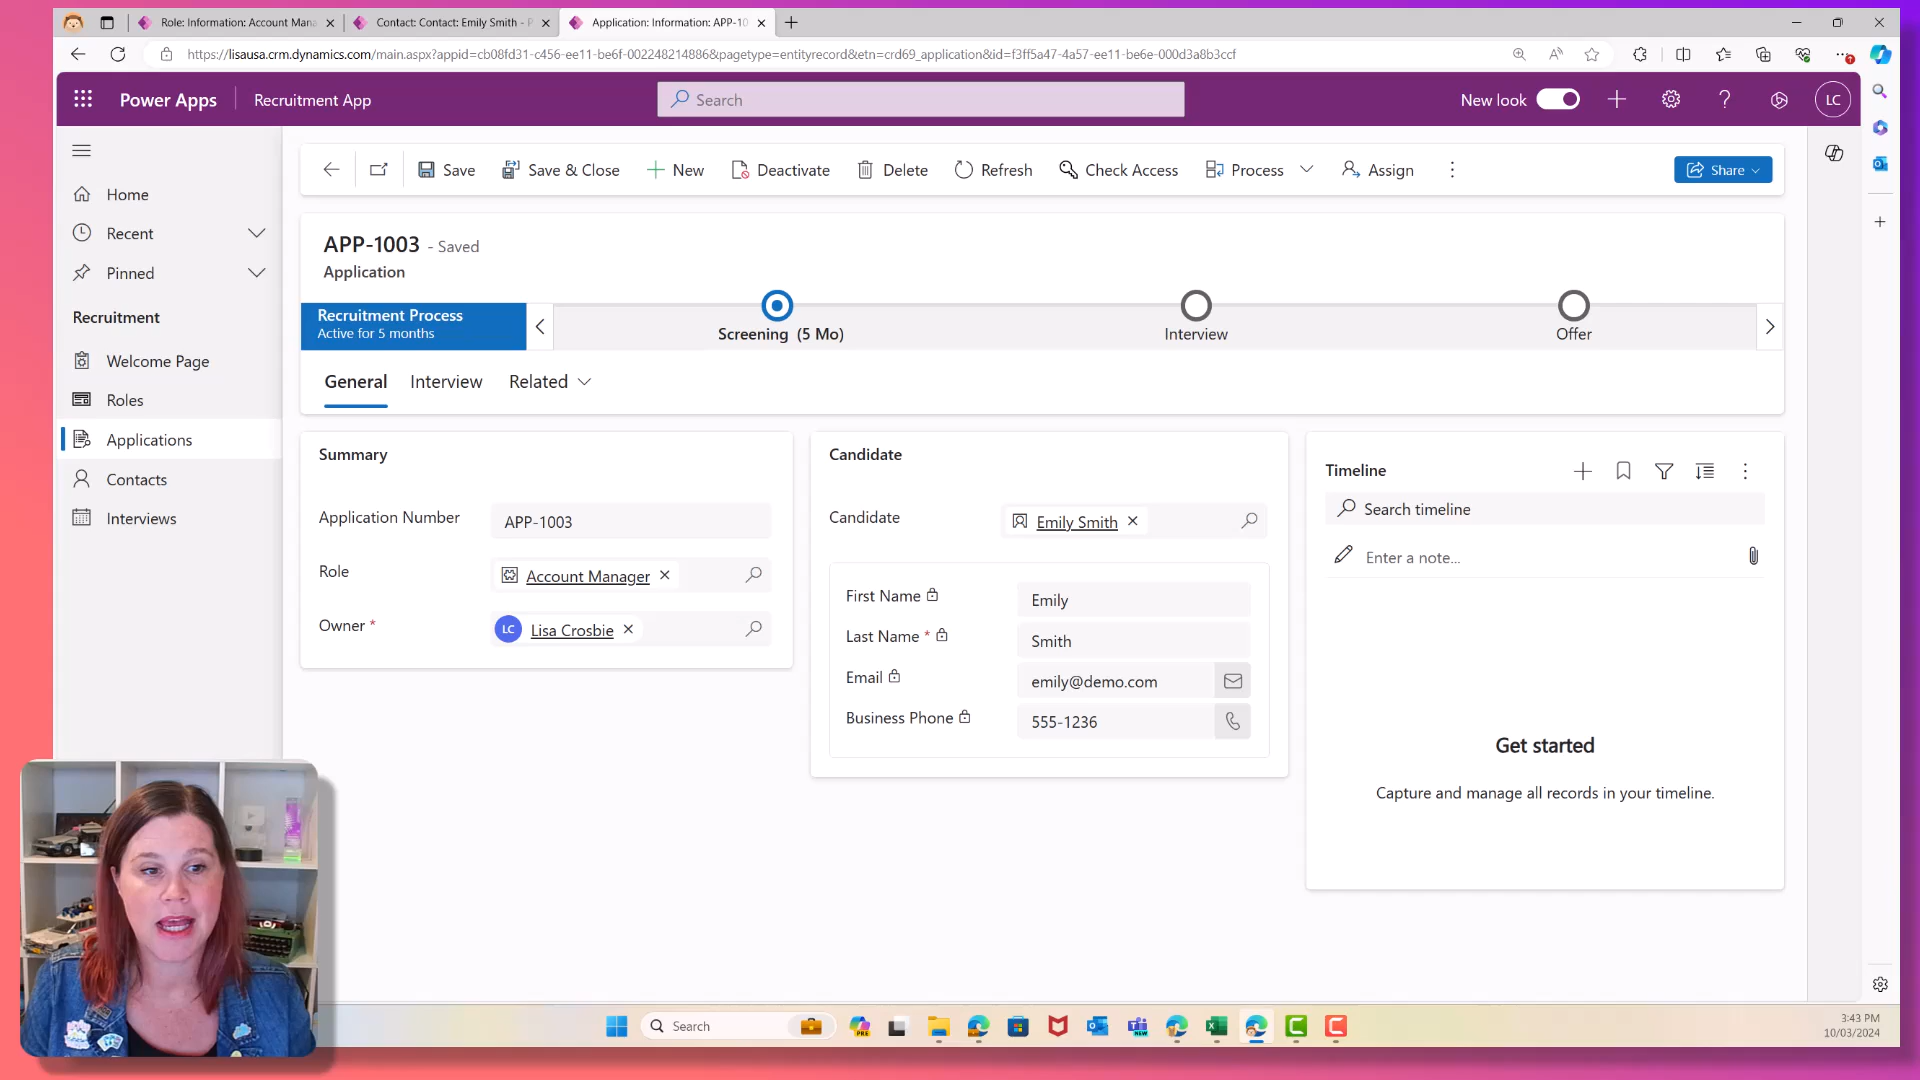 Role: Information: Account Mana
Contact: Contact: Emily Smith - P
Application: Information: APP-10
https://lisausa.crm.dynamics.com/main.aspx?appid=cb08fd31-c456-ee11-be6f-002248214886&pagetype=entityrecord&etn=crd69_application&id=f3ff5a47-4a57-ee11-be6e-000d3a8b3ccf
Power Apps
Recruitment App
Search
New look
LC
Home
Recent
Pinned
Recruitment
Welcome Page
Roles
Applications
Contacts
Interviews
Save
Save & Close
New
Deactivate
Delete
Refresh
Check Access
Process
Assign
Share
APP-1003 - Saved
Application
Recruitment Process
Active for 5 months
Screening (5 Mo)
Interview
Offer
General
Interview
Related
Summary
Application Number
APP-1003
Role
Account Manager
Owner *
LC
Lisa Crosbie
Candidate
Candidate
Emily Smith
First Name
Emily
Last Name *
Smith
Email
emily@demo.com
Business Phone
555-1236
Timeline
Search timeline
Enter a note...
Get started
Capture and manage all records in your timeline.
Search
PRE
NEW
3:43 PM
10/03/2024